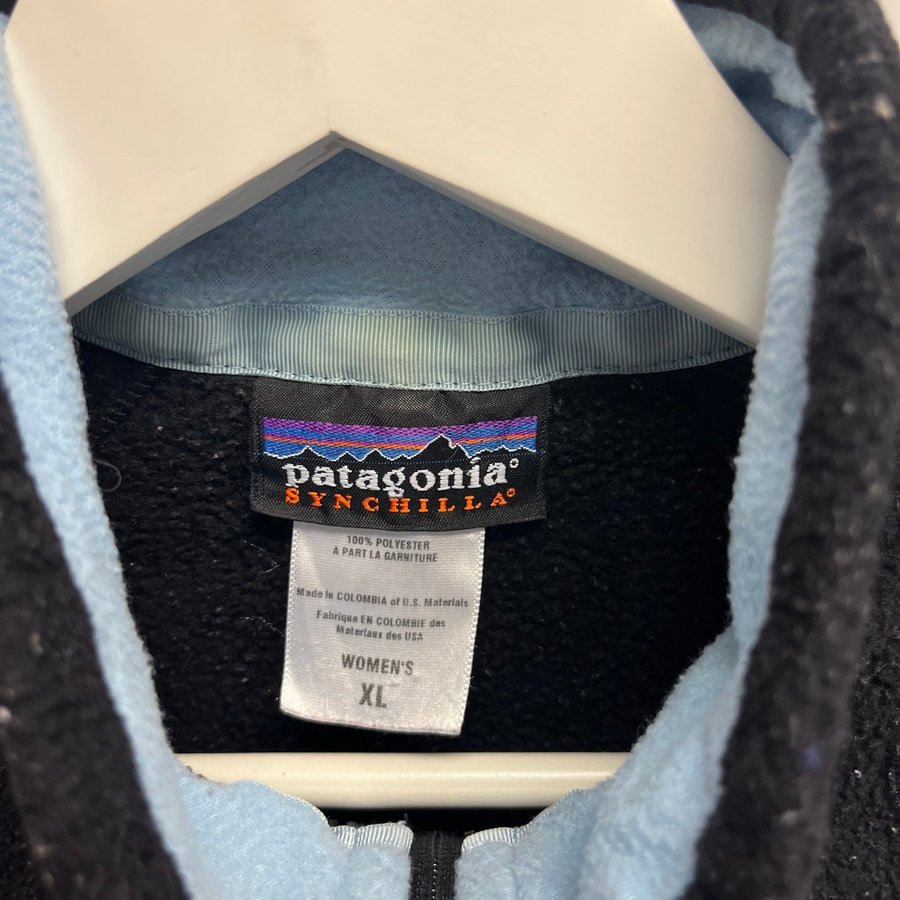 patagonia®
SYNCHILLA®
100% POLYESTER
À PART LA GARNITURE
Made in COLOMBIA of U.S. Materials
Fabrique EN COLOMBIE des
Materiaux des USA
WOMEN'S
XL